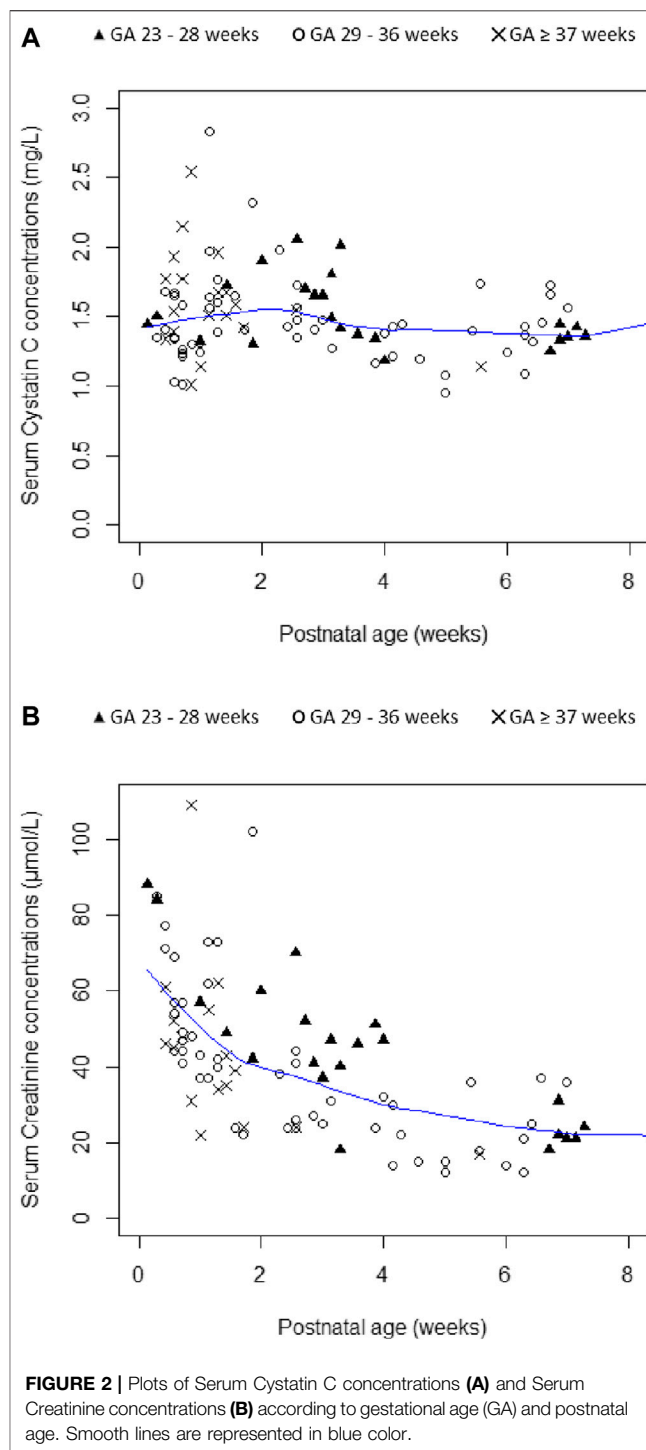 A ▲ GA 23 - 28 weeks ○ GA 29 - 36 weeks × GA ≥ 37 weeks
Serum Cystatin C concentrations (mg/L)
3.0
2.5
2.0
1.5
1.0
0.5
0.0
0 2 4 6 8
Postnatal age (weeks)
B ▲ GA 23 - 28 weeks ○ GA 29 - 36 weeks × GA ≥ 37 weeks
Serum Creatinine concentrations (µmol/L)
100
80
60
40
20
0
0 2 4 6 8
Postnatal age (weeks)
FIGURE 2 | Plots of Serum Cystatin C concentrations (A) and Serum
Creatinine concentrations (B) according to gestational age (GA) and postnatal
age. Smooth lines are represented in blue color.